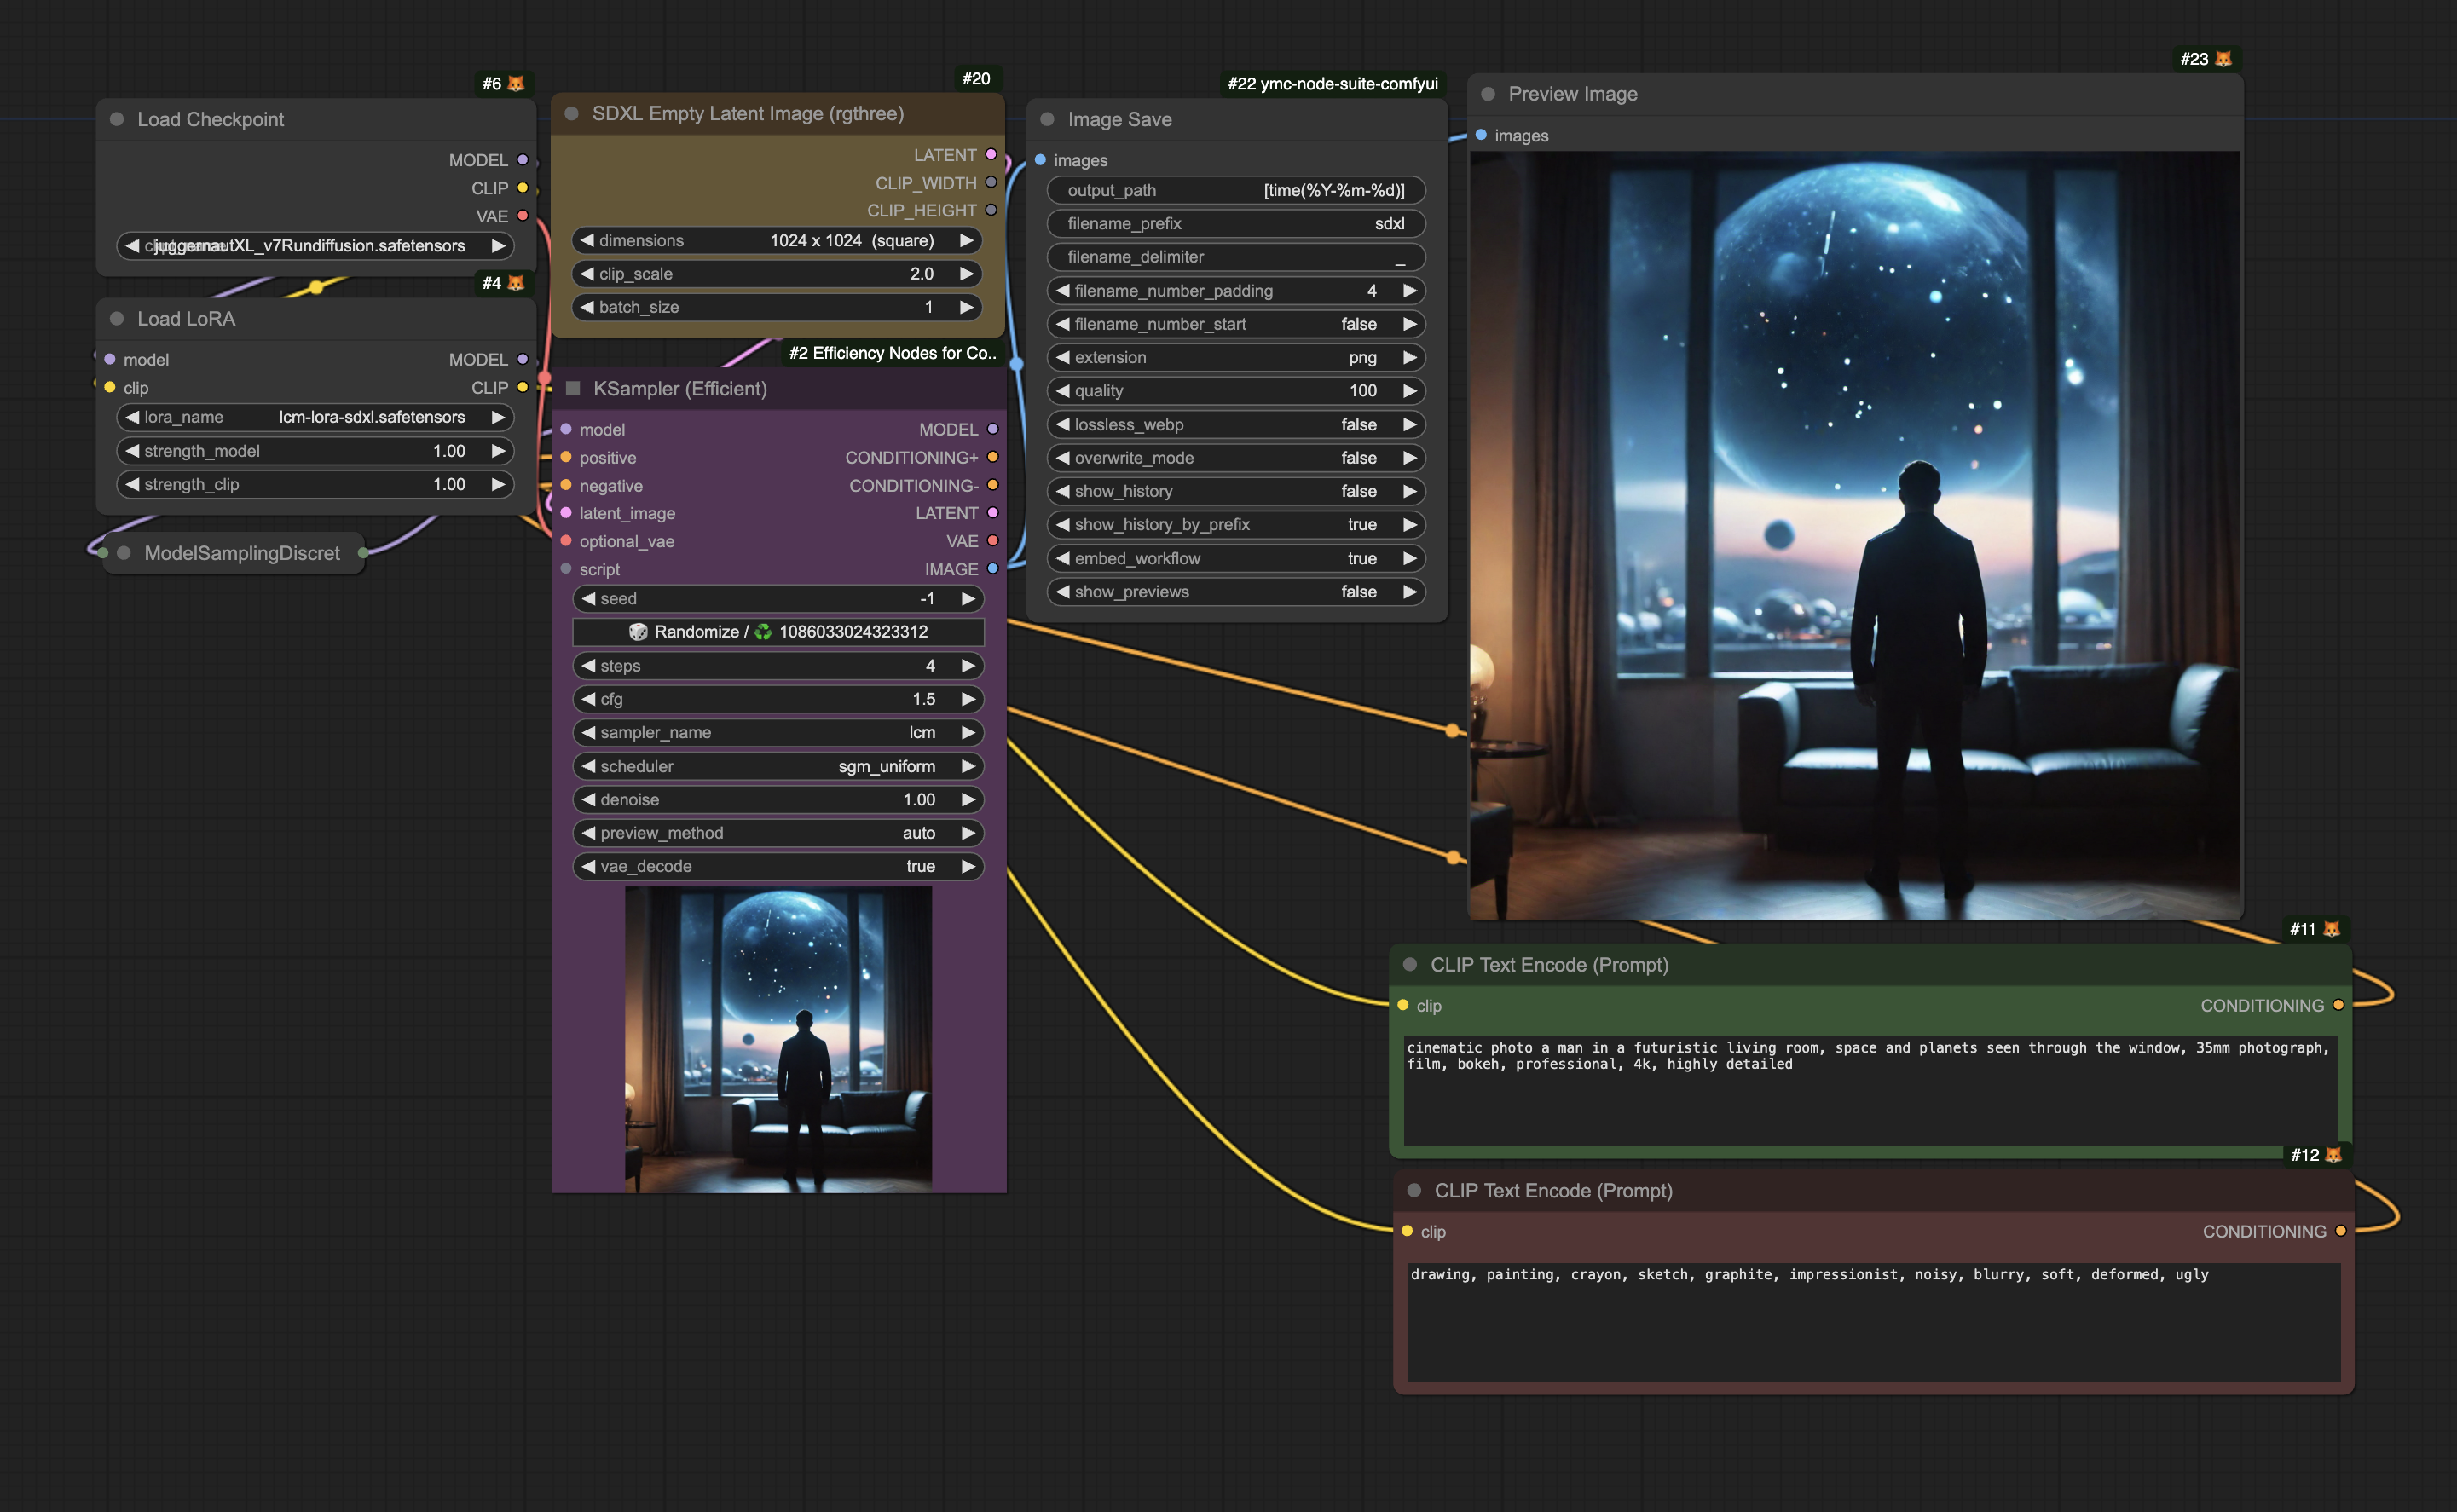 #6
Load Checkpoint
MODEL
CLIP
VAE
juggernautXL_v7Rundiffusion.safetensors
#4
Load LoRA
model MODEL
clip CLIP
lora_name lcm-lora-sdxl.safetensors
strength_model 1.00
strength_clip 1.00
ModelSamplingDiscret
#20
SDXL Empty Latent Image (rgthree)
LATENT
CLIP_WIDTH
CLIP_HEIGHT
dimensions 1024 x 1024 (square)
clip_scale 2.0
batch_size 1
#2 Efficiency Nodes for Co..
KSampler (Efficient)
model MODEL
positive CONDITIONING+
negative CONDITIONING-
latent_image LATENT
optional_vae VAE
script IMAGE
seed -1
🎲 Randomize / ♻️ 1086033024323312
steps 4
cfg 1.5
sampler_name lcm
scheduler sgm_uniform
denoise 1.00
preview_method auto
vae_decode true
#22 ymc-node-suite-comfyui
Image Save
images
output_path [time(%Y-%m-%d)]
filename_prefix sdxl
filename_delimiter _
filename_number_padding 4
filename_number_start false
extension png
quality 100
lossless_webp false
overwrite_mode false
show_history false
show_history_by_prefix true
embed_workflow true
show_previews false
#23
Preview Image
images
#11
CLIP Text Encode (Prompt)
clip CONDITIONING
cinematic photo a man in a futuristic living room, space and planets seen through the window, 35mm photograph,
film, bokeh, professional, 4k, highly detailed
#12
CLIP Text Encode (Prompt)
clip CONDITIONING
drawing, painting, crayon, sketch, graphite, impressionist, noisy, blurry, soft, deformed, ugly